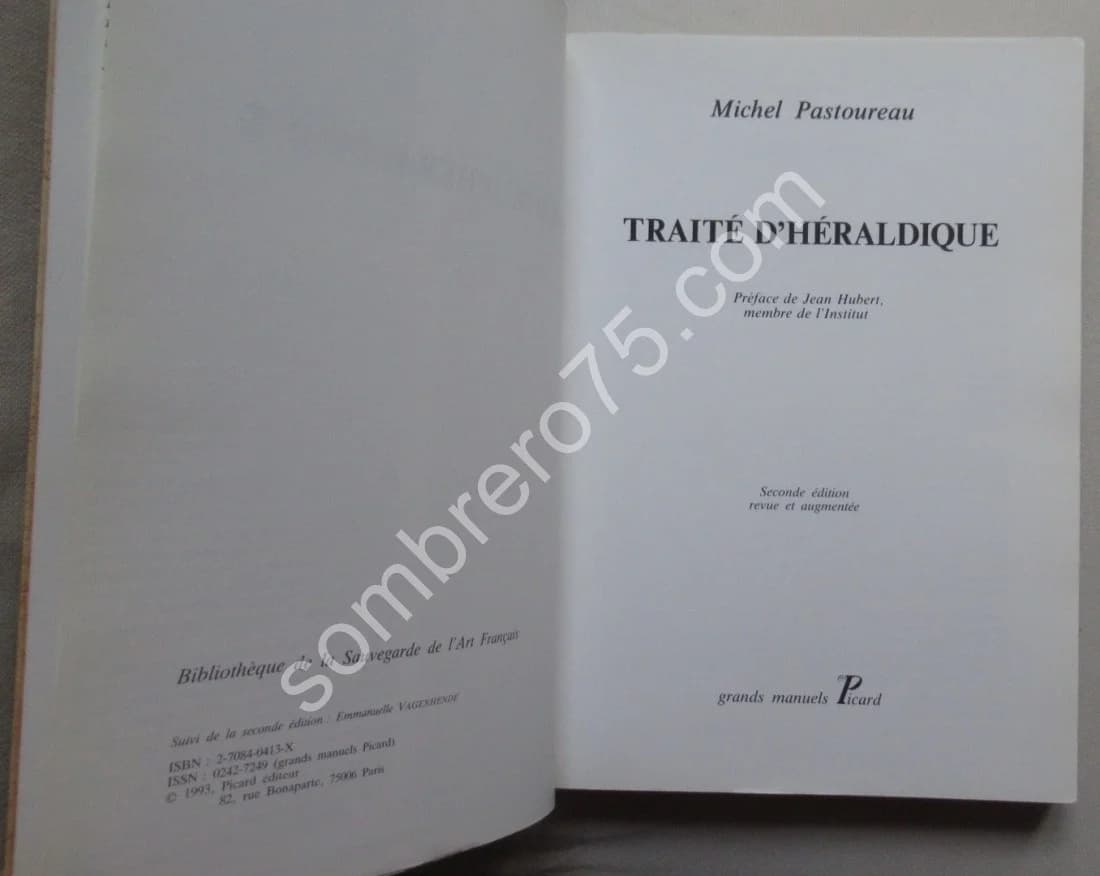 Bibliothèque de la Sauvegarde de l'Art Français
Suivi de la seconde édition : Emmanuelle VAGENHENDE
ISBN : 2-7084-0413-X
ISSN : 0242-7249 (grands manuels Picard)
© 1993, Picard éditeur
82, rue Bonaparte, 75006 Paris
Michel Pastoureau
TRAITÉ D'HÉRALDIQUE
Préface de Jean Hubert,
membre de l'Institut
Seconde édition
revue et augmentée
grands manuels Picard
sombrero75.com